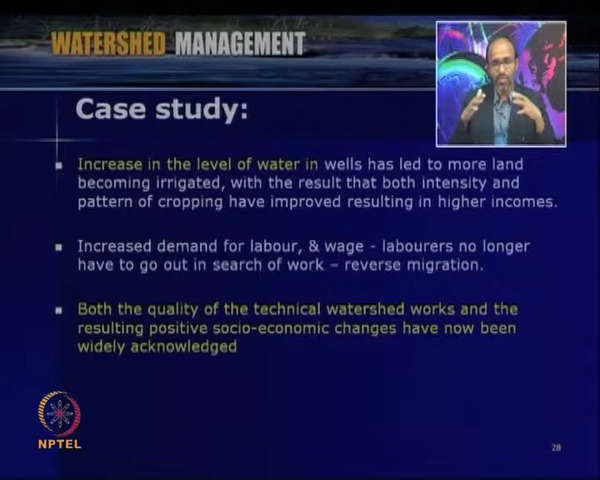 WATERSHED MANAGEMENT
Case study:
Increase in the level of water in wells has led to more land
becoming irrigated, with the result that both intensity and
pattern of cropping have improved resulting in higher incomes.
Increased demand for labour, & wage - labourers no longer
have to go out in search of work – reverse migration.
Both the quality of the technical watershed works and the
resulting positive socio-economic changes have now been
widely acknowledged
NPTEL
28